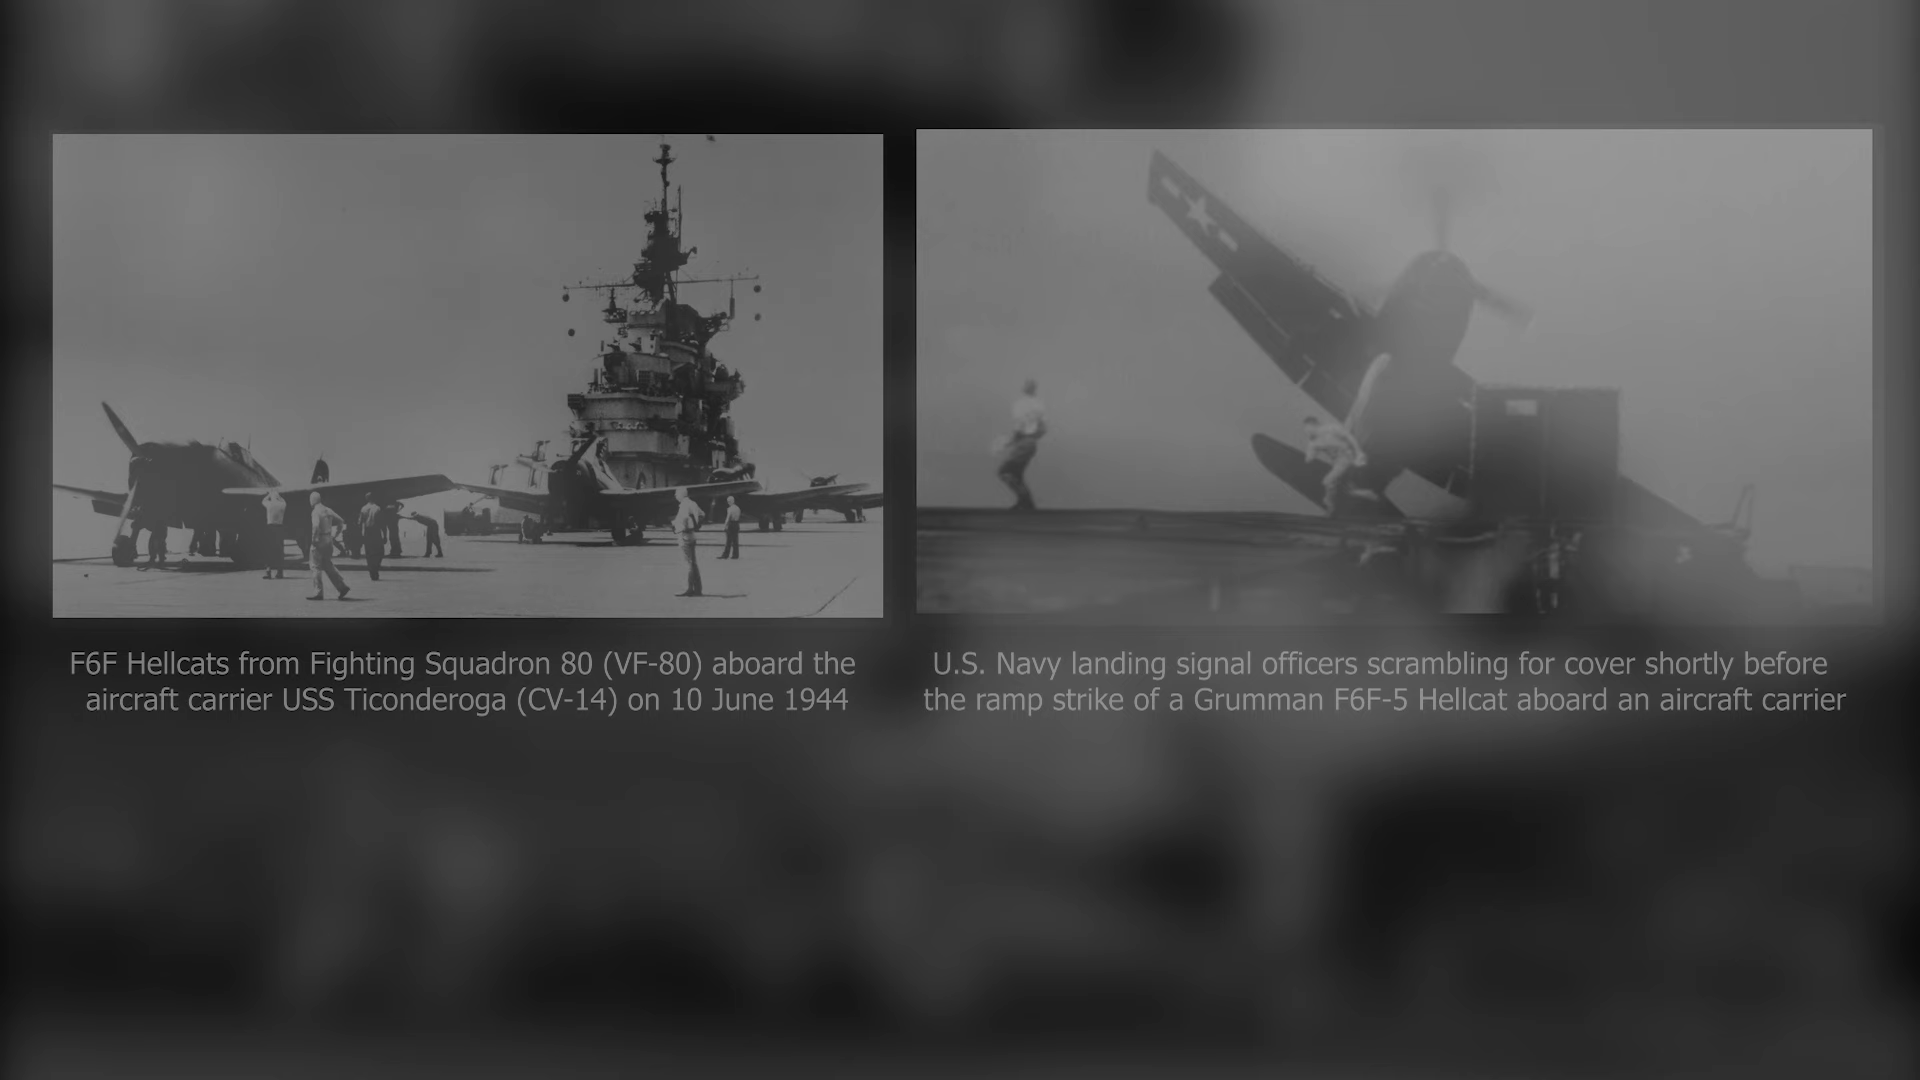 F6F Hellcats from Fighting Squadron 80 (VF-80) aboard the
aircraft carrier USS Ticonderoga (CV-14) on 10 June 1944
U.S. Navy landing signal officers scrambling for cover shortly before
the ramp strike of a Grumman F6F-5 Hellcat aboard an aircraft carrier